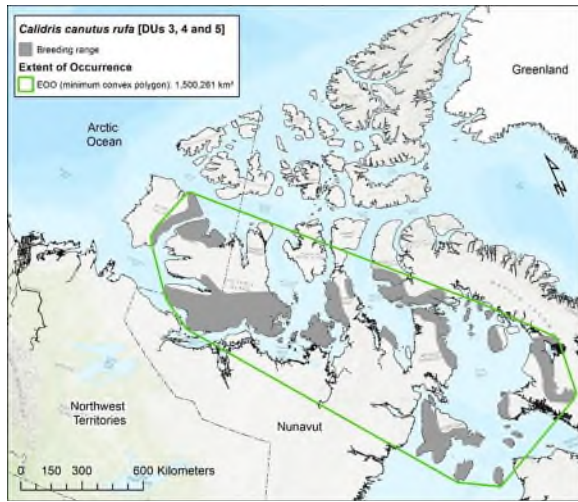 Calidris canutus rufa [DUs 3, 4 and 5]
Breeding range
Extent of Occurrence
EOO (minimum convex polygon): 1,500,261 km²
Greenland
Arctic
Ocean
N
Northwest
Territories
Nunavut
0 150 300 600 Kilometers